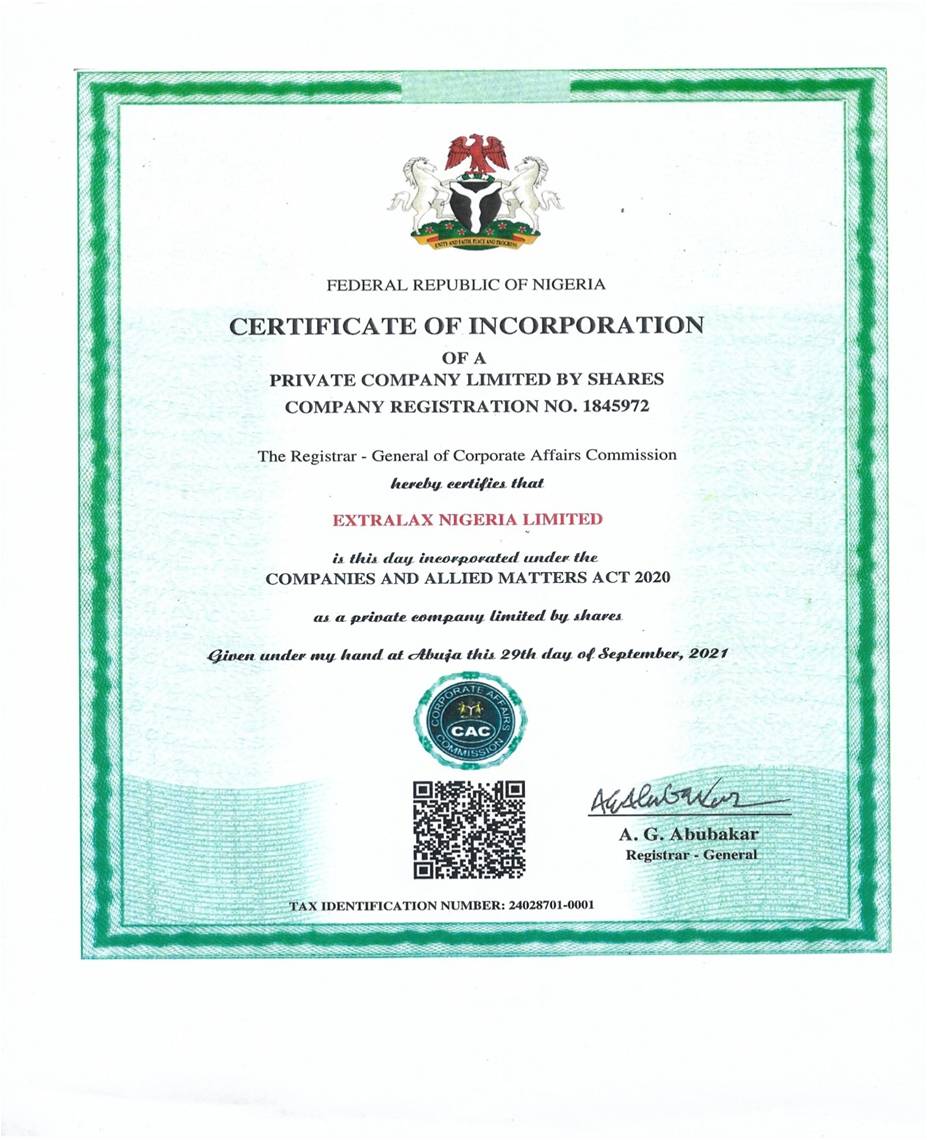 UNITY AND FAITH, PEACE AND PROGRESS
FEDERAL REPUBLIC OF NIGERIA
CERTIFICATE OF INCORPORATION
OF A
PRIVATE COMPANY LIMITED BY SHARES
COMPANY REGISTRATION NO. 1845972
The Registrar - General of Corporate Affairs Commission
hereby certifies that
EXTRALAX NIGERIA LIMITED
is this day incorporated under the
COMPANIES AND ALLIED MATTERS ACT 2020
as a private company limited by shares
Given under my hand at Abuja this 29th day of September, 2021
CORPORATE AFFAIRS
CAC
COMMISSION
A. G. Abubakar
Registrar - General
TAX IDENTIFICATION NUMBER: 24028701-0001